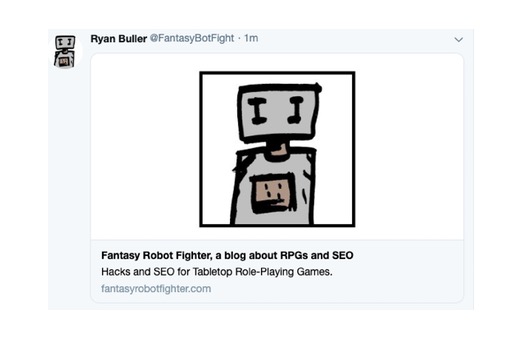 Ryan Buller @FantasyBotFight · 1m
Fantasy Robot Fighter, a blog about RPGs and SEO
Hacks and SEO for Tabletop Role-Playing Games.
fantasyrobotfighter.com